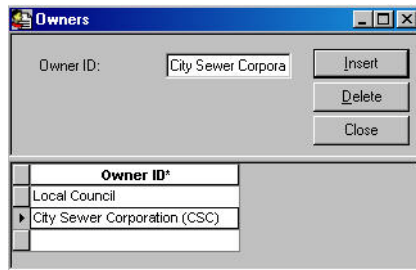 Owners
Owner ID: City Sewer Corpora Insert
Delete
Close
Owner ID*
Local Council
City Sewer Corporation (CSC)